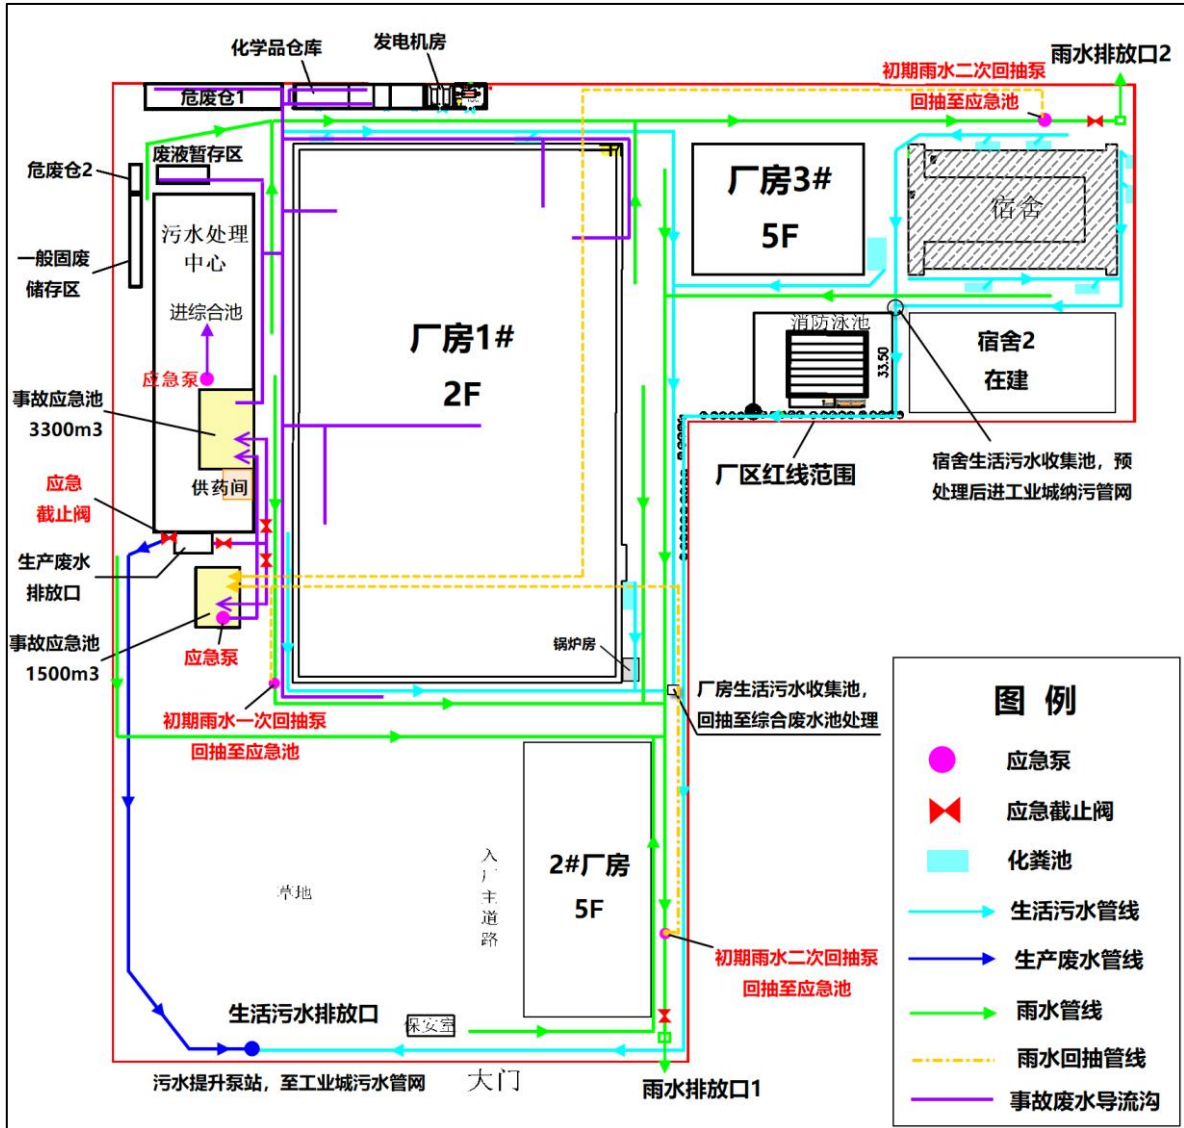 化学品仓库
发电机房
雨水排放口2
初期雨水二次回抽泵
回抽至应急池
危废仓1
废液暂存区
危废仓2
污水处理
中心
一般固废
储存区
进综合池
应急泵
事故应急池
3300m3
供药间
应急
截止阀
生产废水
排放口
事故应急池
1500m3
应急泵
初期雨水一次回抽泵
回抽至应急池
厂房1#
2F
厂房3#
5F
宿舍
消防泳池
33.50
宿舍2
在建
厂区红线范围
宿舍生活污水收集池，预
处理后进工业城纳污管网
锅炉房
厂房生活污水收集池，
回抽至综合废水池处理
2#厂房
5F
草地
入厂主道路
初期雨水二次回抽泵
回抽至应急池
生活污水排放口
保安室
污水提升泵站，至工业城污水管网
大门
雨水排放口1
图 例
应急泵
应急截止阀
化粪池
生活污水管线
生产废水管线
雨水管线
雨水回抽管线
事故废水导流沟